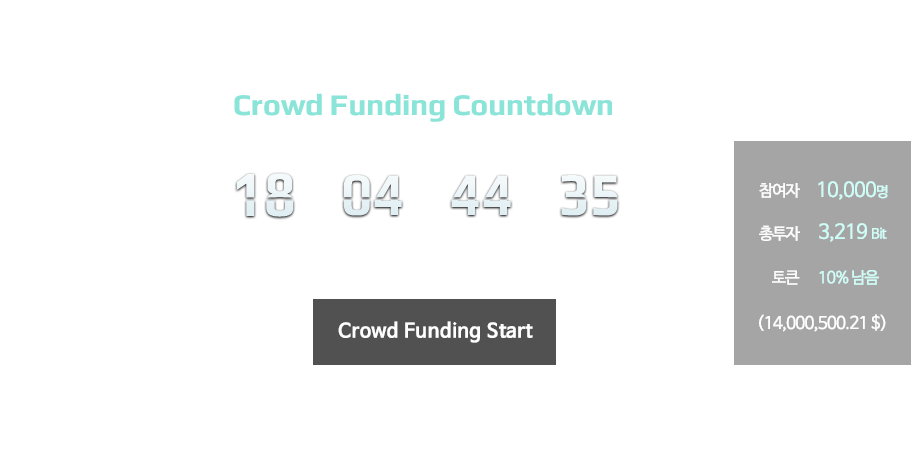 Crowd Funding Countdown
18 04 44 35
참여자 10,000명
총투자 3,219 Bit
토큰 10% 남음
(14,000,500.21 $)
Crowd Funding Start